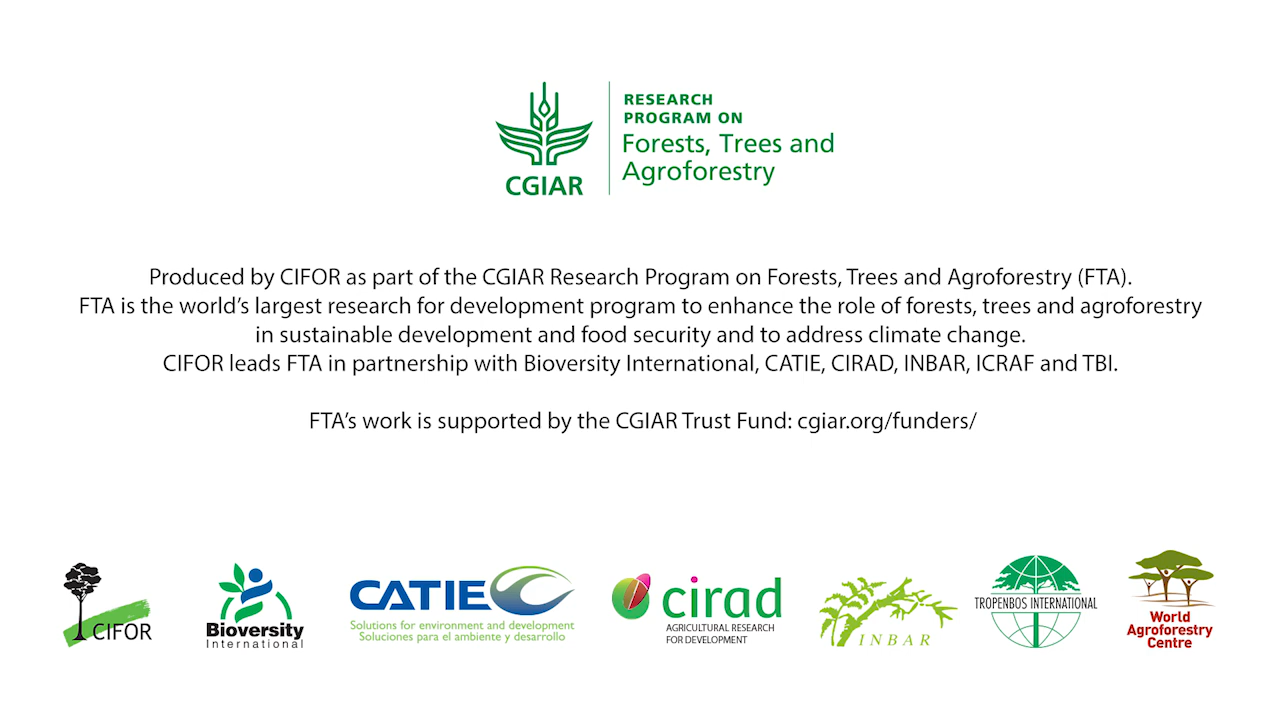 RESEARCH
PROGRAM ON
Forests, Trees and
Agroforestry
CGIAR
Produced by CIFOR as part of the CGIAR Research Program on Forests, Trees and Agroforestry (FTA).
FTA is the world’s largest research for development program to enhance the role of forests, trees and agroforestry
in sustainable development and food security and to address climate change.
CIFOR leads FTA in partnership with Bioversity International, CATIE, CIRAD, INBAR, ICRAF and TBI.
FTA’s work is supported by the CGIAR Trust Fund: cgiar.org/funders/
CIFOR
Bioversity
International
CATIE
Solutions for environment and development
Soluciones para el ambiente y desarrollo
cirad
AGRICULTURAL RESEARCH
FOR DEVELOPMENT
INBAR
TROPENBOS INTERNATIONAL
World
Agroforestry
Centre